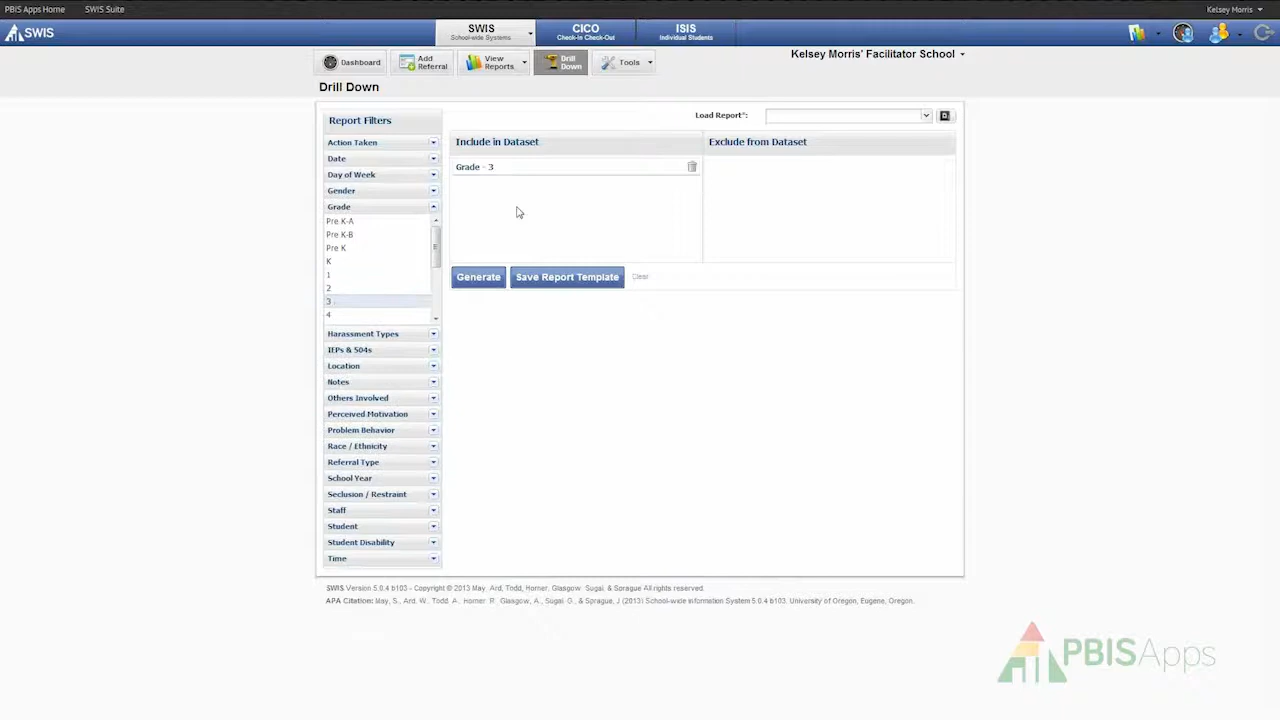 PBIS Apps Home SWIS Suite Kelsey Morris
SWIS
SWIS
School-wide Systems
CICO
Check-in Check-Out
ISIS
Individual Students
Dashboard
Add
Referral
View
Reports
Drill
Down
Tools
Kelsey Morris' Facilitator School
Drill Down
Report Filters
Load Report*:
Include in Dataset
Exclude from Dataset
Grade - 3
Generate
Save Report Template
Clear
Action Taken
Date
Day of Week
Gender
Grade
Pre K-A
Pre K-B
Pre K
K
1
2
3
4
Harassment Types
IEPs & 504s
Location
Notes
Others Involved
Perceived Motivation
Problem Behavior
Race / Ethnicity
Referral Type
School Year
Seclusion / Restraint
Staff
Student
Student Disability
Time
SWIS Version 5.0.4 b103 - Copyright © 2013 May, Ard, Todd, Horner, Glasgow, Sugai, & Sprague All rights reserved.
APA Citation: May, S., Ard, W., Todd, A., Horner, R., Glasgow, A., Sugai, G., & Sprague, J (2013) School-wide Information System 5.0.4 b103. University of Oregon, Eugene, Oregon.
PBISApps